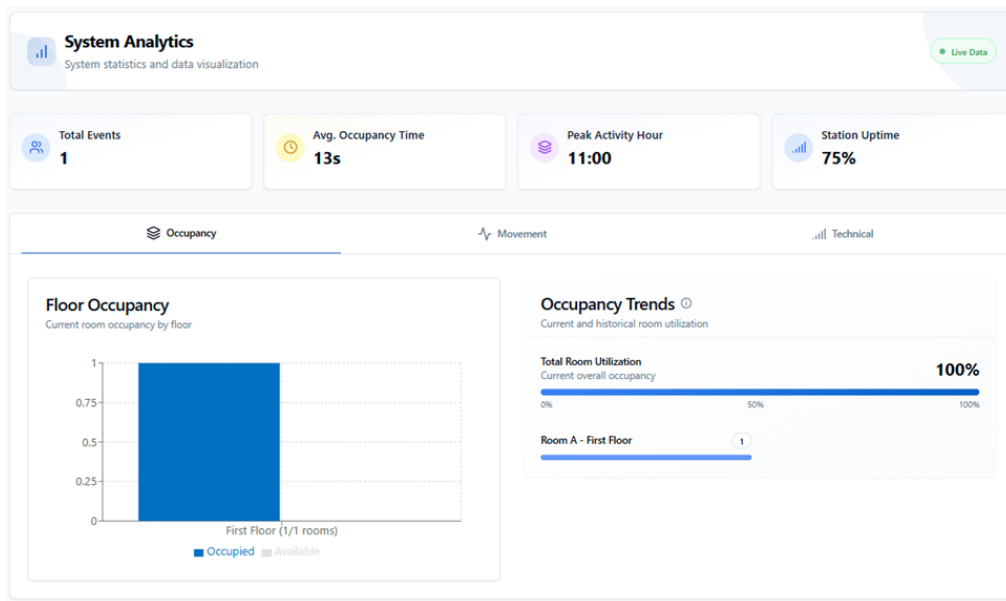 System Analytics
System statistics and data visualization
Live Data
Total Events
1
Avg. Occupancy Time
13s
Peak Activity Hour
11:00
Station Uptime
75%
Occupancy
Movement
Technical
Floor Occupancy
Current room occupancy by floor
1
0.75
0.5
0.25
0
First Floor (1/1 rooms)
Occupied Available
Occupancy Trends
Current and historical room utilization
Total Room Utilization
Current overall occupancy
100%
0% 50% 100%
Room A - First Floor 1